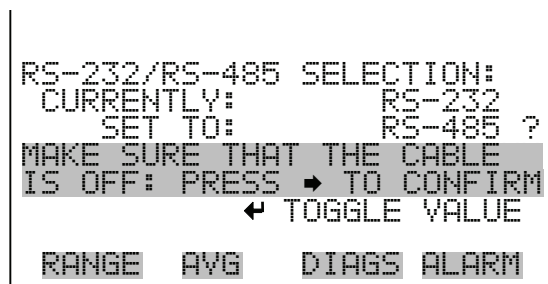 RS-232/RS-485 SELECTION:
CURRENTLY: RS-232
SET TO: RS-485 ?
MAKE SURE THAT THE CABLE
IS OFF: PRESS ➡ TO CONFIRM
↵ TOGGLE VALUE
RANGE AVG DIAGS ALARM